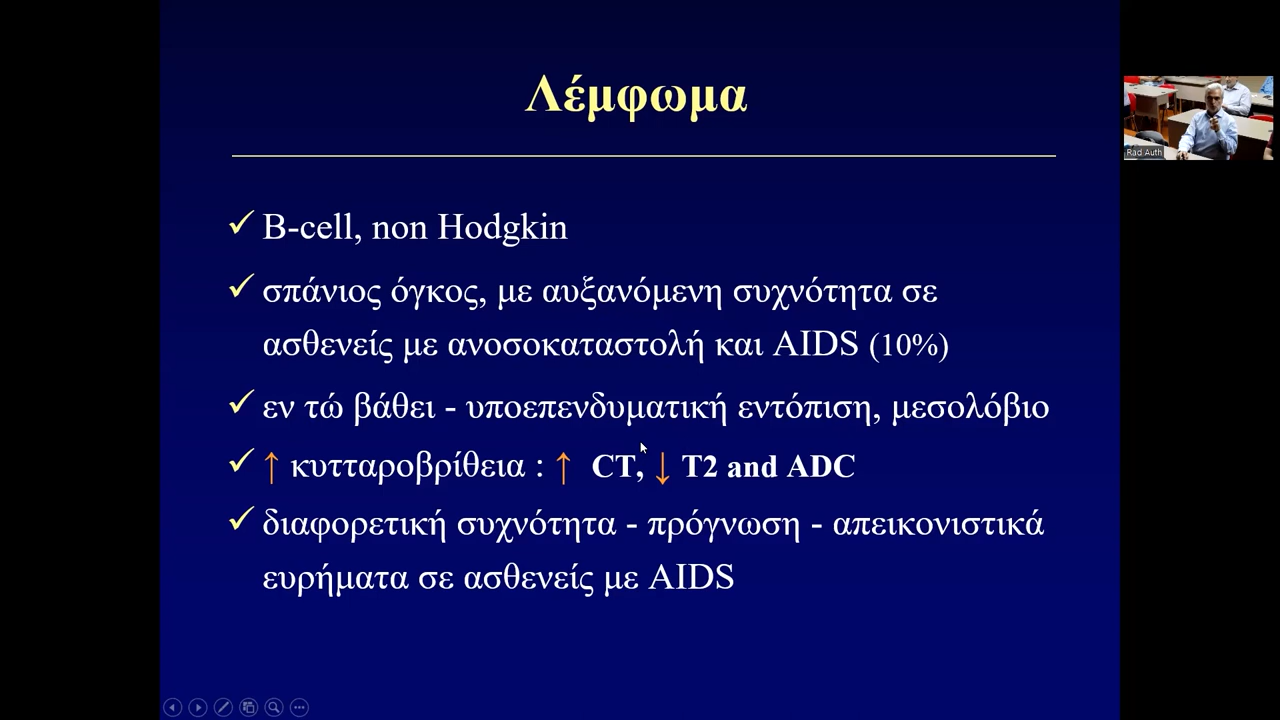 Λέμφωμα
✓ B-cell, non Hodgkin
✓ σπάνιος όγκος, με αυξανόμενη συχνότητα σε
ασθενείς με ανοσοκαταστολή και AIDS (10%)
✓ εν τώ βάθει - υποεπενδυματική εντόπιση, μεσολόβιο
✓ ↑ κυτταροβρίθεια : ↑ CT, ↓ T2 and ADC
✓ διαφορετική συχνότητα - πρόγνωση - απεικονιστικά
ευρήματα σε ασθενείς με AIDS
Rad Auth